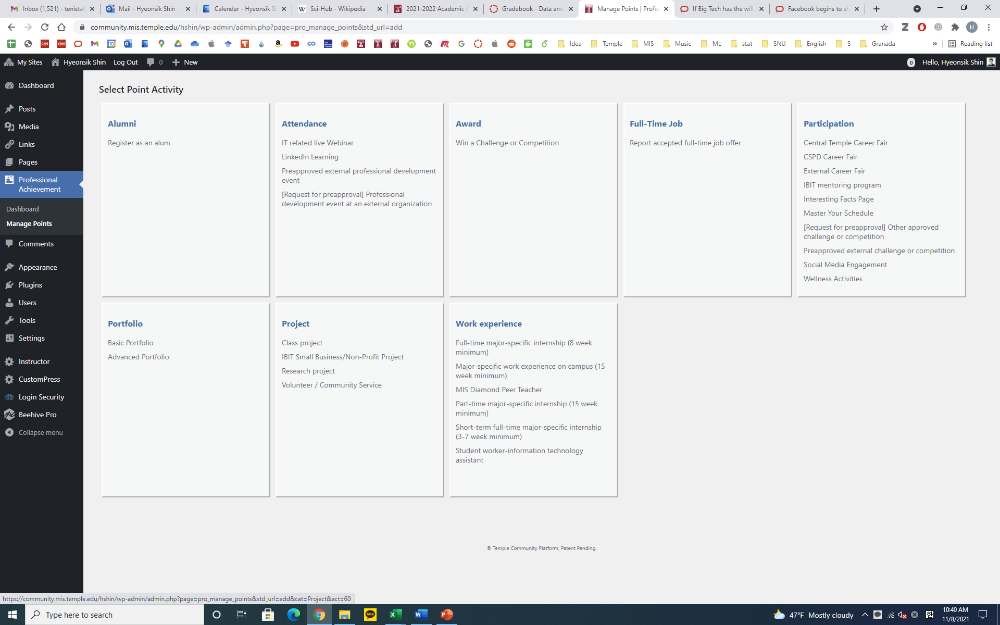 Inbox (1,521) - tenista
Mail - Hyeonsik Shin -
Calendar - Hyeonsik S
Sci-Hub - Wikipedia
2021-2022 Academic C
Gradebook - Data and
Manage Points | Profes
If Big Tech has the will,
Facebook begins to sh
community.mis.temple.edu/hshin/wp-admin/admin.php?page=pro_manage_points&std_url=add
Idea
Temple
MIS
Music
ML
stat
SNU
English
S
Granada
Reading list
My Sites
Hyeonsik Shin
Log Out
0
New
0
Hello, Hyeonsik Shin
Dashboard
Posts
Media
Links
Pages
Professional
Achievement
Dashboard
Manage Points
Comments
Appearance
Plugins
Users
Tools
Settings
Instructor
CustomPress
Login Security
Beehive Pro
Collapse menu
Select Point Activity
Alumni
Register as an alum
Attendance
IT related live Webinar
LinkedIn Learning
Preapproved external professional development
event
[Request for preapproval] Professional
development event at an external organization
Award
Win a Challenge or Competition
Full-Time Job
Report accepted full-time job offer
Participation
Central Temple Career Fair
CSPD Career Fair
External Career Fair
IBIT mentoring program
Interesting Facts Page
Master Your Schedule
[Request for preapproval] Other approved
challenge or competition
Preapproved external challenge or competition
Social Media Engagement
Wellness Activities
Portfolio
Basic Portfolio
Advanced Portfolio
Project
Class project
IBIT Small Business/Non-Profit Project
Research project
Volunteer / Community Service
Work experience
Full-time major-specific internship (8 week
minimum)
Major-specific work experience on campus (15
week minimum)
MIS Diamond Peer Teacher
Part-time major-specific internship (15 week
minimum)
Short-term full-time major-specific internship
(3-7 week minimum)
Student worker-information technology
assistant
© Temple Community Platform, Patent Pending.
https://community.mis.temple.edu/hshin/wp-admin/admin.php?page=pro_manage_points&std_url=add&cat=Project&act=60
Type here to search
47°F Mostly cloudy
한
10:40 AM
11/8/2021